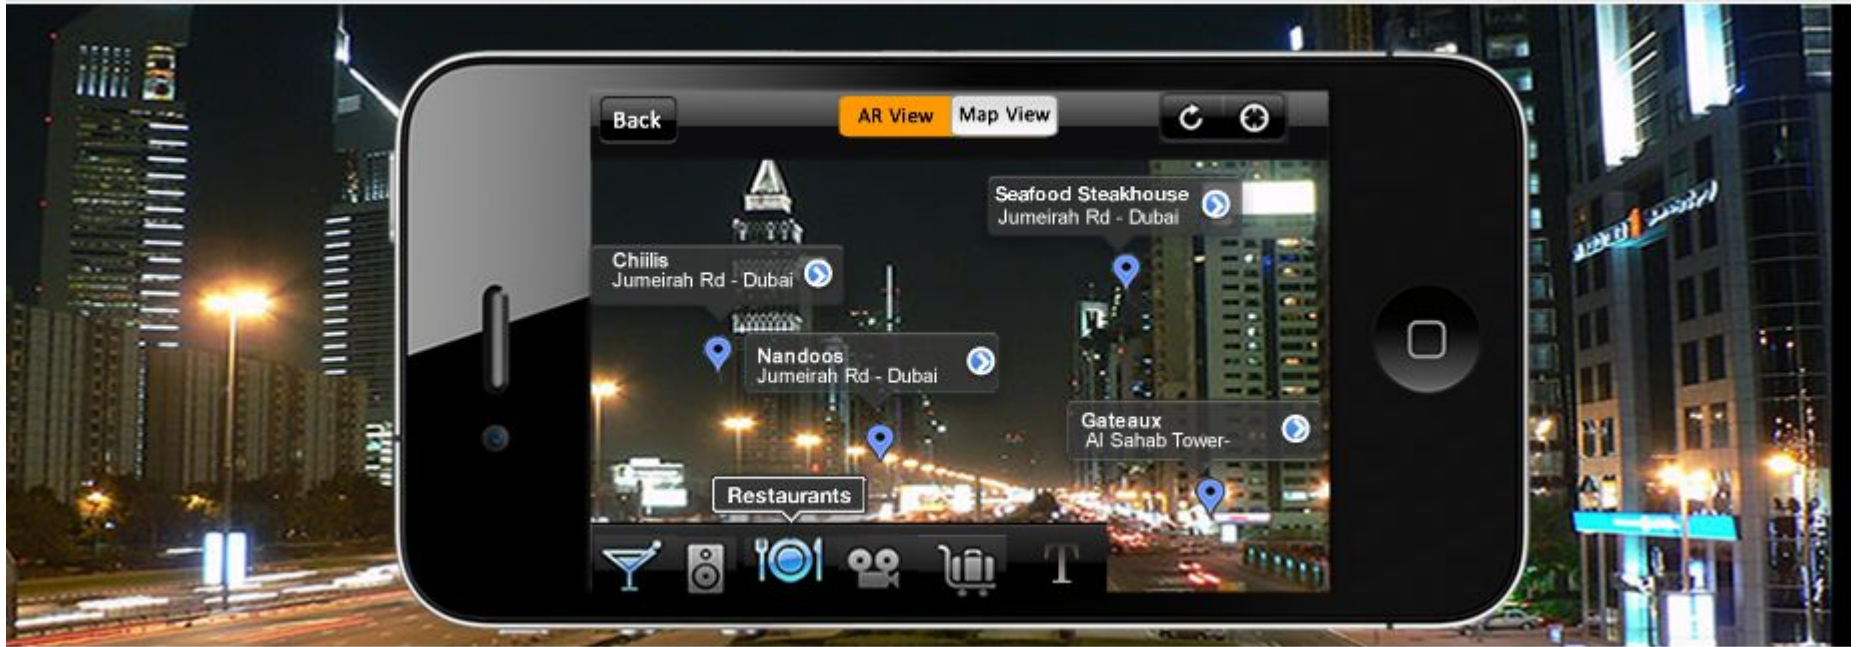 Back
AR View
Map View
Seafood Steakhouse
Jumeirah Rd - Dubai
Chiilis
Jumeirah Rd - Dubai
Nandoos
Jumeirah Rd - Dubai
Gateaux
Al Sahab Tower-
Restaurants
T